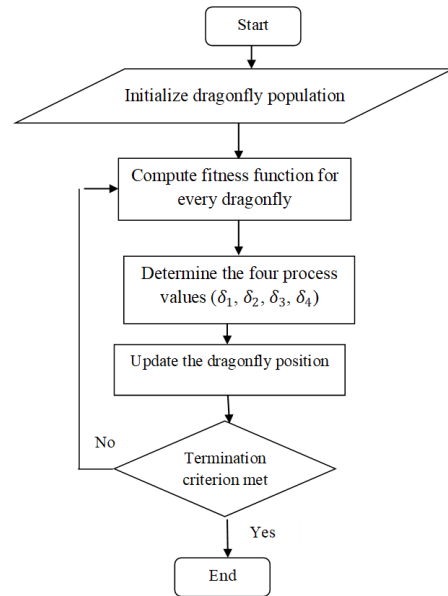 Start
Initialize dragonfly population
Compute fitness function for
every dragonfly
Determine the four process
values (δ₁, δ₂, δ₃, δ₄)
Update the dragonfly position
No
Termination
criterion met
Yes
End